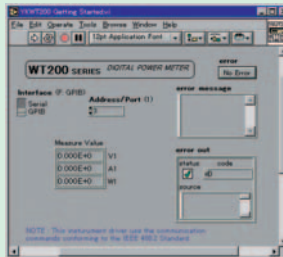 YKWT200 Getting Started.vi
File Edit Operate Tools Browse Window Help
12pt Application Font
WT200 SERIES DIGITAL POWER METER
error
No Error
Interface (F: GPIB)
Serial
GPIB
Address/Port (1)
error message
Measure Value
0.000E+0 V1
0.000E+0 A1
0.000E+0 W1
error out
status code
d0
source
NOTE : This instrument driver use the communication
commands conforming to the IEEE 488.2 Standard.